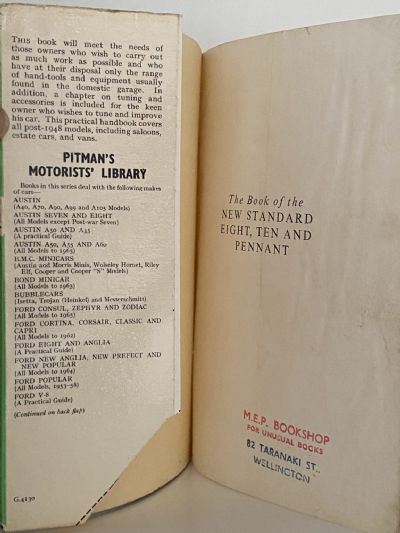 THIS book will meet the needs of
those owners who wish to carry out
as much work as possible and who
have at their disposal only the range
of hand-tools and equipment usually
found in the domestic garage. In
addition, a chapter on tuning and
accessories is included for the keen
owner who wishes to tune and improve
his car. This practical handbook covers
all post-1948 models, including saloons,
estate cars, and vans.
PITMAN'S
MOTORISTS' LIBRARY
Books in this series deal with the following makes
of cars—
AUSTIN
(A40, A70, A90, A99 and A105 Models)
AUSTIN SEVEN AND EIGHT
(All Models except Post-war Seven)
AUSTIN A30 AND A35
(A practical Guide)
AUSTIN A50, A55 AND A60
(All Models to 1965)
B.M.C. MINICARS
(Austin and Morris Minis, Wolseley Hornet, Riley
Elf, Cooper and Cooper "S" Models)
BOND MINICAR
(All Models to 1963)
BUBBLECARS
(Isetta, Trojan (Heinkel) and Messerschmitt)
FORD CONSUL, ZEPHYR AND ZODIAC
(All Models to 1965)
FORD CORTINA, CORSAIR, CLASSIC AND
CAPRI
(All Models to 1962)
FORD EIGHT AND ANGLIA
(A Practical Guide)
FORD NEW ANGLIA, NEW PREFECT AND
NEW POPULAR
(All Models to 1964)
FORD POPULAR
(All Models, 1953-58)
FORD V-8
(A Practical Guide)
(Continued on back flap)
G.4130
The Book of the
NEW STANDARD
EIGHT, TEN AND
PENNANT
M.E.P. BOOKSHOP
FOR UNUSUAL BOOKS
82 TARANAKI ST.,
WELLINGTON